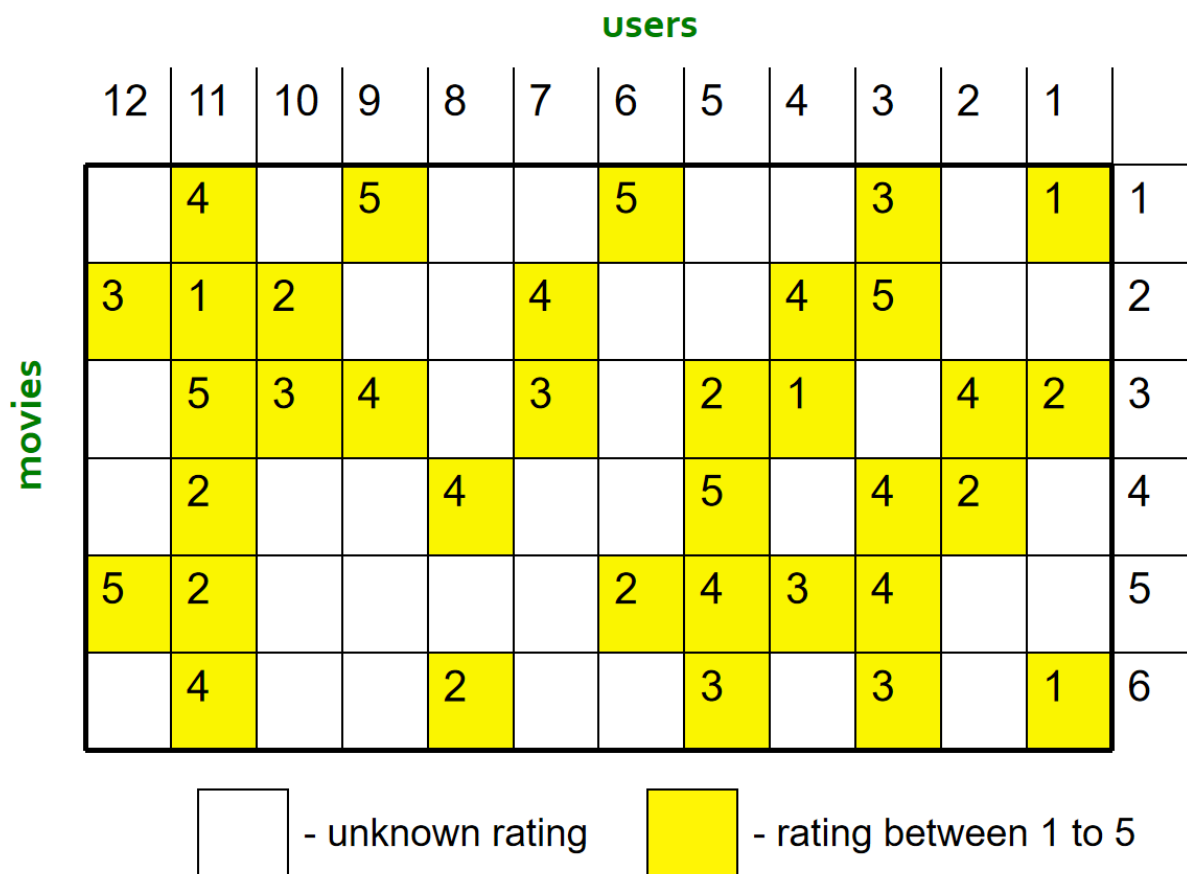 users
12 11 10 9 8 7 6 5 4 3 2 1
4 5 5 3 1 1
3 1 2 4 4 5 2
movies
5 3 4 3 2 1 4 2 3
2 4 5 4 2 4
5 2 2 4 3 4 5
4 2 3 3 1 6
- unknown rating - rating between 1 to 5